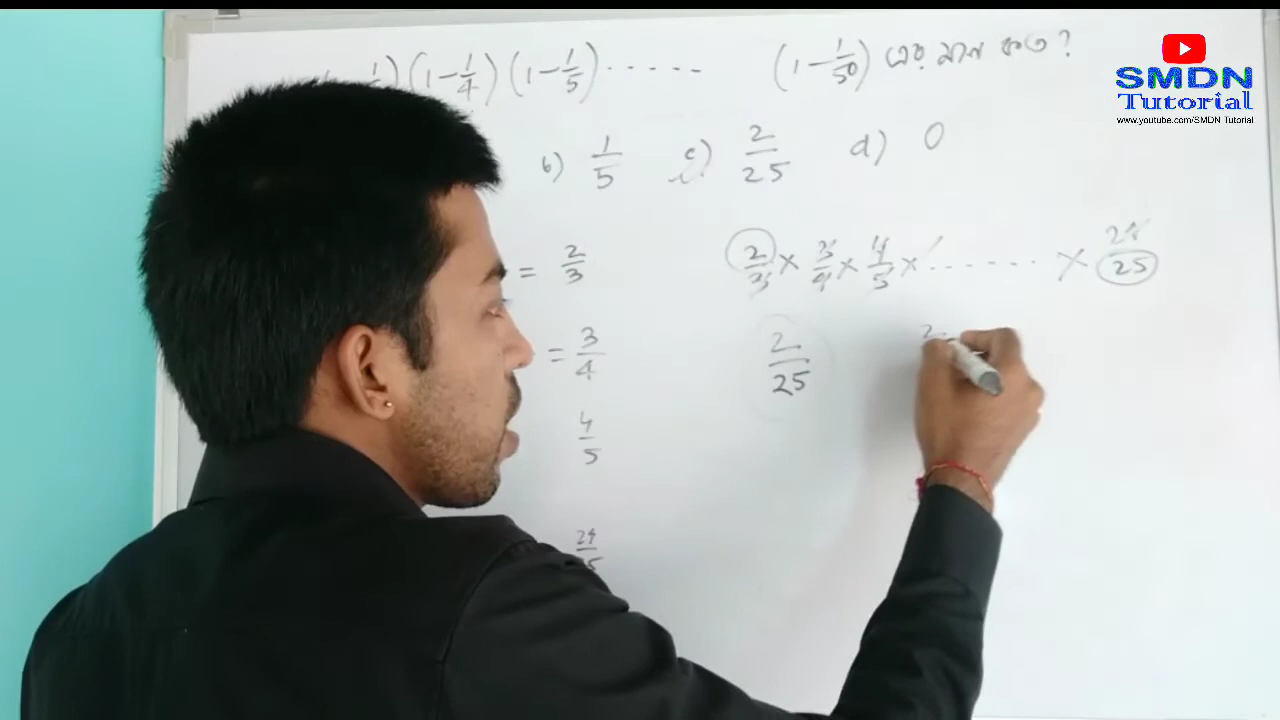 (1-1/4) (1-1/5) ...... (1-1/50) এর মান কত?
b) 1/5 c) 2/25 d) 0
= 2/3
2/3 × 3/4 × 4/5 × ....... × 24/25
= 3/4
2/25
4/5
24
SMDN
Tutorial
www.youtube.com/SMDN Tutorial